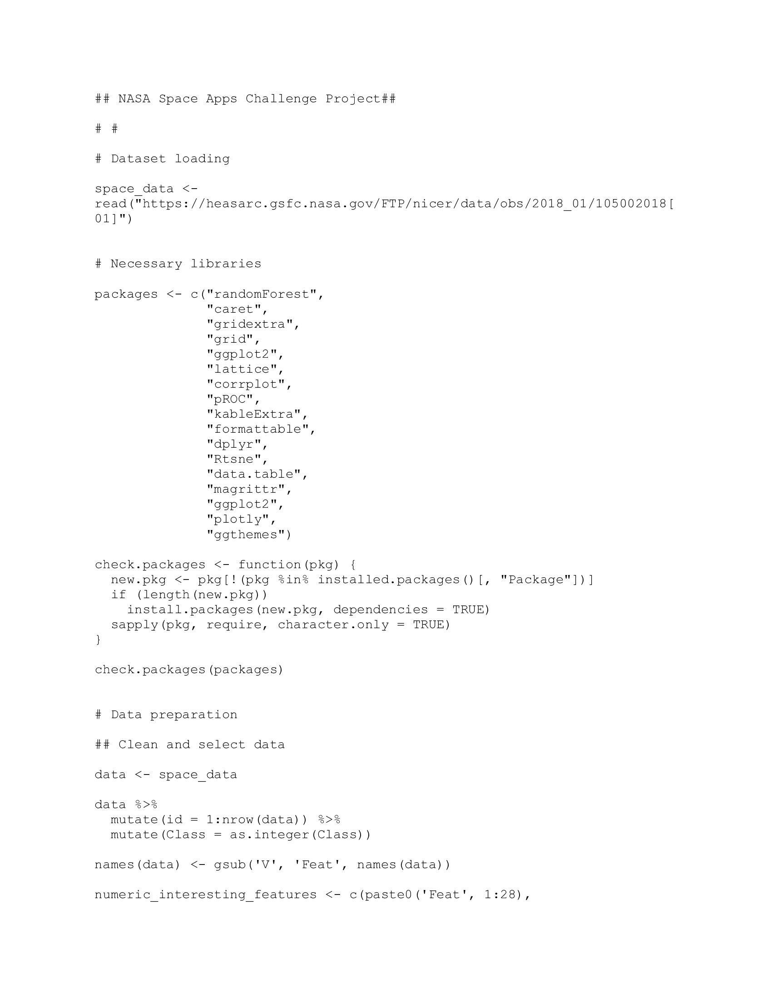 ## NASA Space Apps Challenge Project##
# #
# Dataset loading
space_data <-
read("https://heasarc.gsfc.nasa.gov/FTP/nicer/data/obs/2018_01/105002018[
01]")
# Necessary libraries
packages <- c("randomForest",
              "caret",
              "gridextra",
              "grid",
              "ggplot2",
              "lattice",
              "corrplot",
              "pROC",
              "kableExtra",
              "formattable",
              "dplyr",
              "Rtsne",
              "data.table",
              "magrittr",
              "ggplot2",
              "plotly",
              "ggthemes")
check.packages <- function(pkg) {
  new.pkg <- pkg[!(pkg %in% installed.packages()[, "Package"])]
  if (length(new.pkg))
    install.packages(new.pkg, dependencies = TRUE)
  sapply(pkg, require, character.only = TRUE)
}
check.packages(packages)
# Data preparation
## Clean and select data
data <- space_data
data %>%
  mutate(id = 1:nrow(data)) %>%
  mutate(Class = as.integer(Class))
names(data) <- gsub('V', 'Feat', names(data))
numeric_interesting_features <- c(paste0('Feat', 1:28),